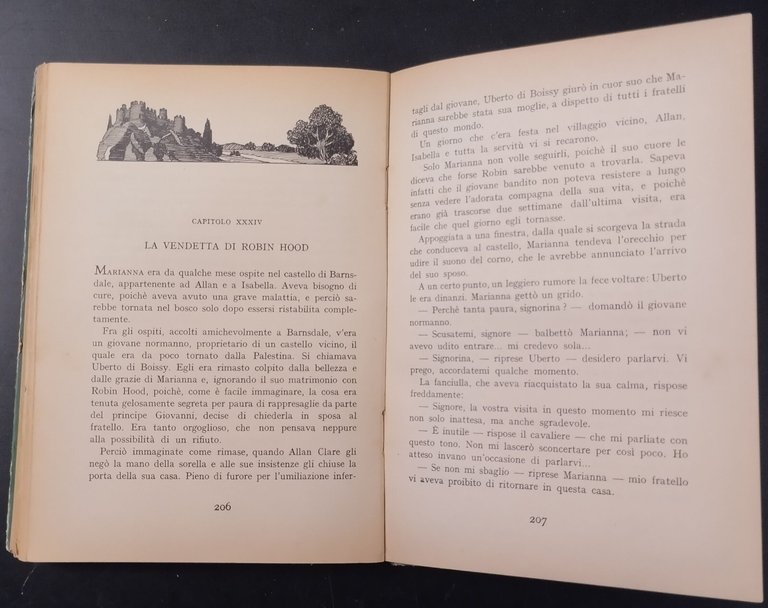 CAPITOLO XXXIV
LA VENDETTA DI ROBIN HOOD
MARIANNA era da qualche mese ospite nel castello di Barns-
dale, appartenente ad Allan e a Isabella. Aveva bisogno di
cure, poichè aveva avuto una grave malattia, e perciò sa-
rebbe tornata nel bosco solo dopo essersi ristabilita comple-
tamente.
Fra gli ospiti, accolti amichevolmente a Barnsdale, v'era
un giovane normanno, proprietario di un castello vicino, il
quale era da poco tornato dalla Palestina. Si chiamava
Uberto di Boissy. Egli era rimasto colpito dalla bellezza e
dalle grazie di Marianna e, ignorando il suo matrimonio con
Robin Hood, poichè, come è facile immaginare, la cosa era
tenuta gelosamente segreta per paura di rappresaglie da parte
del principe Giovanni, decise di chiederla in sposa al
fratello. Era tanto orgoglioso, che non pensava neppure
alla possibilità di un rifiuto.
Perciò immaginate come rimase, quando Allan Clare gli
negò la mano della sorella e alle sue insistenze gli chiuse la
porta della sua casa. Pieno di furore per l'umiliazione infer-
206
tagli dal giovane, Uberto di Boissy giurò in cuor suo che Ma-
rianna sarebbe stata sua moglie, a dispetto di tutti i fratelli
di questo mondo.
Un giorno che c'era festa nel villaggio vicino, Allan,
Isabella e tutta la servitù vi si recarono.
Solo Marianna non volle seguirli, poichè il suo cuore le
diceva che forse Robin sarebbe venuto a trovarla. Sapeva
infatti che il giovane bandito non poteva resistere a lungo
senza vedere l'adorata compagna della sua vita, e poichè
erano già trascorse due settimane dall'ultima visita, era
facile che quel giorno egli tornasse.
Appoggiata a una finestra, dalla quale si scorgeva la strada
che conduceva al castello, Marianna tendeva l'orecchio per
udire il suono del corno, che le avrebbe annunciato l'arrivo
del suo sposo.
A un certo punto, un leggiero rumore la fece voltare: Uberto
le era dinanzi. Marianna gettò un grido.
— Perchè tanta paura, signorina? — domandò il giovane
normanno.
— Scusatemi, signore — balbettò Marianna; — non vi
avevo udito entrare... mi credevo sola...
— Signorina, — riprese Uberto — desidero parlarvi. Vi
prego, accordatemi qualche momento.
La fanciulla, che aveva riacquistato la sua calma, rispose
freddamente:
— Signore, la vostra visita in questo momento mi riesce
non solo inattesa, ma anche sgradevole.
— È inutile — rispose il cavaliere — che mi parliate con
questo tono. Non mi lascerò sconcertare per così poco. Ho
atteso invano un'occasione di parlarvi...
— Se non mi sbaglio — riprese Marianna — mio fratello
vi aveva proibito di ritornare in questa casa.
207